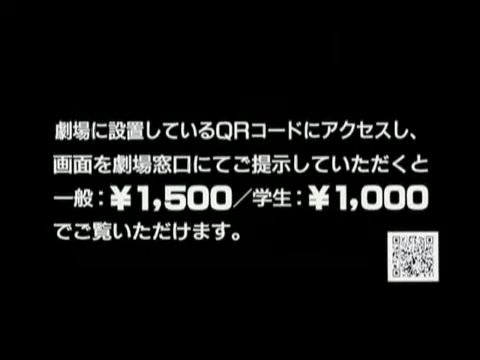 劇場に設置しているQRコードにアクセスし、
画面を劇場窓口にてご提示していただくと
一般：¥1,500／学生：¥1,000
でご覧いただけます。